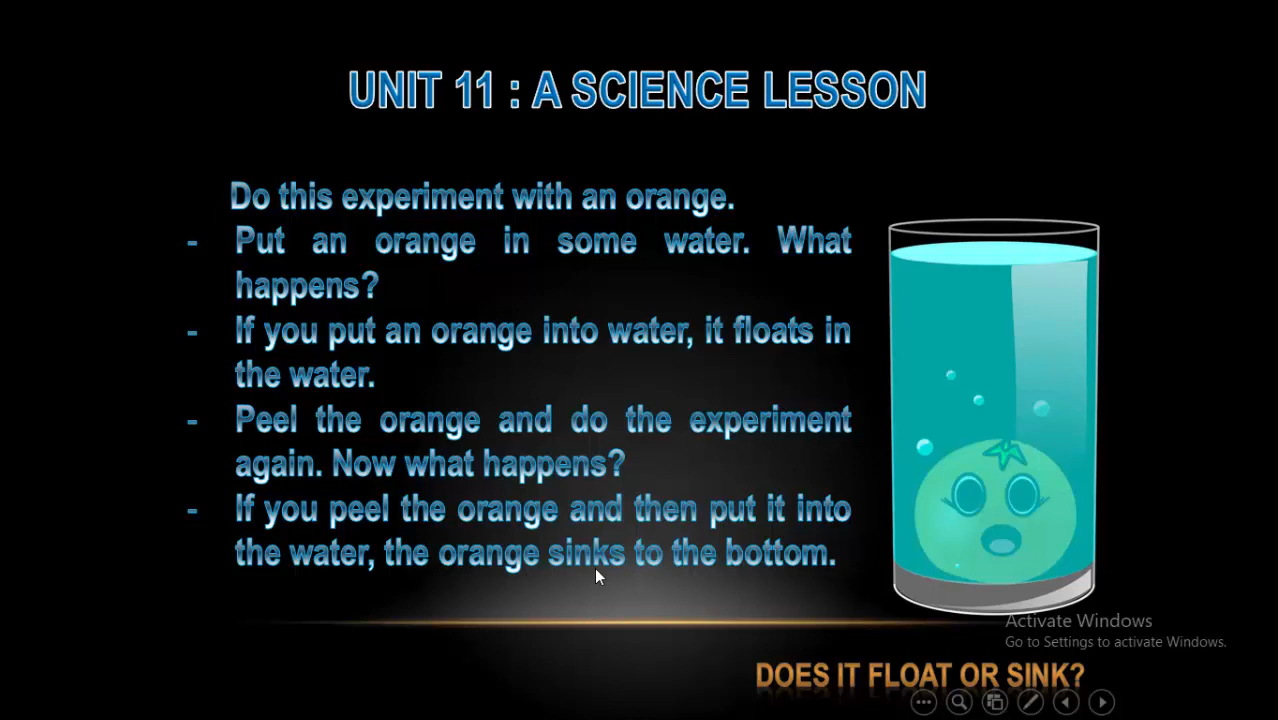 UNIT 11 : A SCIENCE LESSON
Do this experiment with an orange.
- Put an orange in some water. What
happens?
- If you put an orange into water, it floats in
the water.
- Peel the orange and do the experiment
again. Now what happens?
- If you peel the orange and then put it into
the water, the orange sinks to the bottom.
Activate Windows
Go to Settings to activate Windows.
DOES IT FLOAT OR SINK?